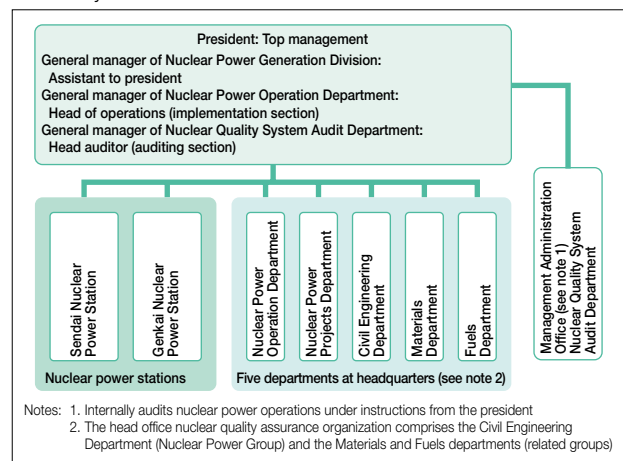 President: Top management
General manager of Nuclear Power Generation Division:
Assistant to president
General manager of Nuclear Power Operation Department:
Head of operations (implementation section)
General manager of Nuclear Quality System Audit Department:
Head auditor (auditing section)
Sendai Nuclear
Power Station
Genkai Nuclear
Power Station
Nuclear power stations
Nuclear Power
Operation Department
Nuclear Power
Projects Department
Civil Engineering
Department
Materials
Department
Fuels
Department
Five departments at headquarters (see note 2)
Management Administration
Office (see note 1)
Nuclear Quality System
Audit Department
Notes: 1. Internally audits nuclear power operations under instructions from the president
2. The head office nuclear quality assurance organization comprises the Civil Engineering
Department (Nuclear Power Group) and the Materials and Fuels departments (related groups)